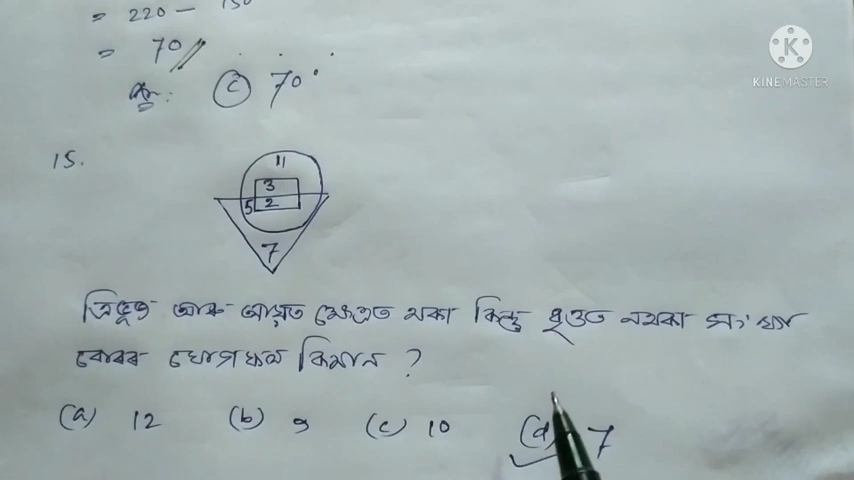 = 220 - 150
= 70
(c) 70°
KINEMASTER
15.
11
3
5 2
7
ত্ৰিভূজ আৰু আয়ত ক্ষেত্ৰত থকা কিন্তু বৃত্তত নথকা সংখ্যা
বোৰৰ যোগফল কিমান ?
(a) 12 (b) 9 (c) 10 (d) 7